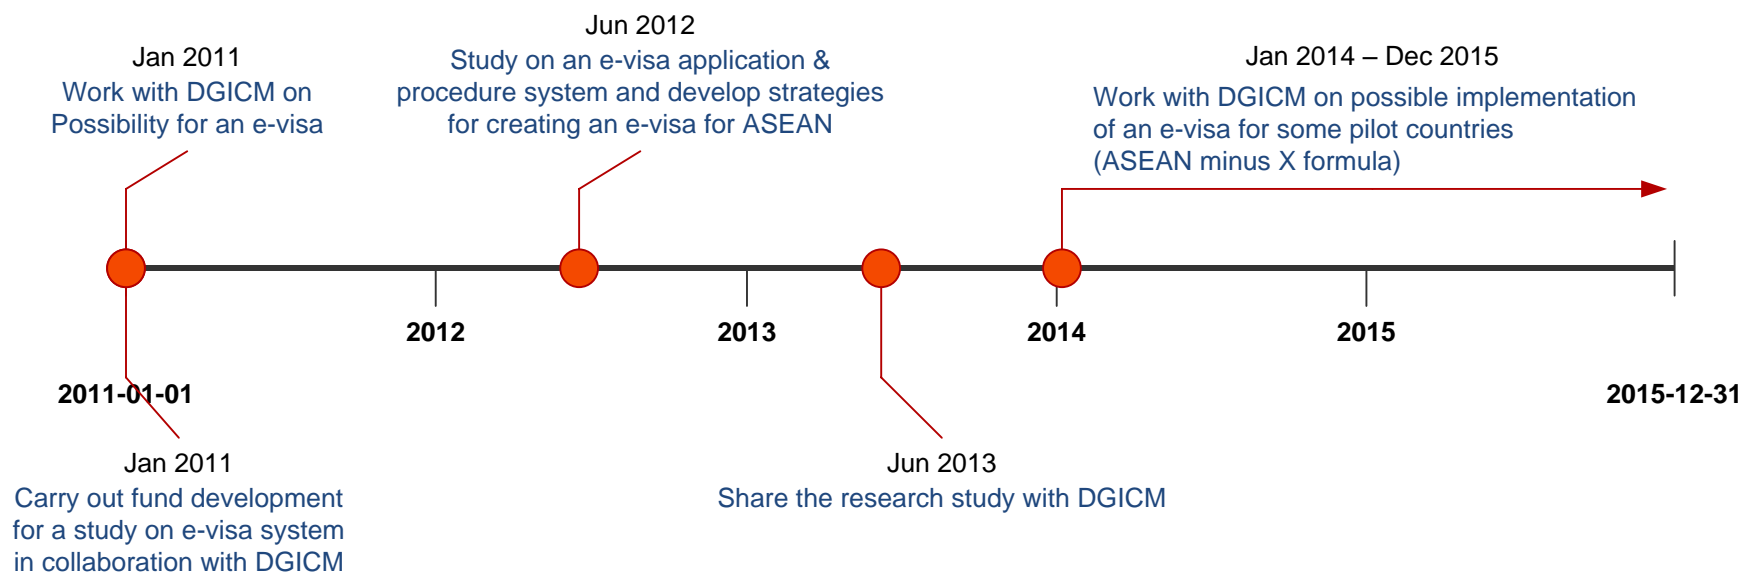 Jun 2012
Study on an e-visa application &
procedure system and develop strategies
for creating an e-visa for ASEAN
Jan 2011
Work with DGICM on
Possibility for an e-visa
Jan 2014 – Dec 2015
Work with DGICM on possible implementation
of an e-visa for some pilot countries
(ASEAN minus X formula)
2012
2013
2014
2015
2011-01-01
2015-12-31
Jan 2011
Carry out fund development
for a study on e-visa system
in collaboration with DGICM
Jun 2013
Share the research study with DGICM